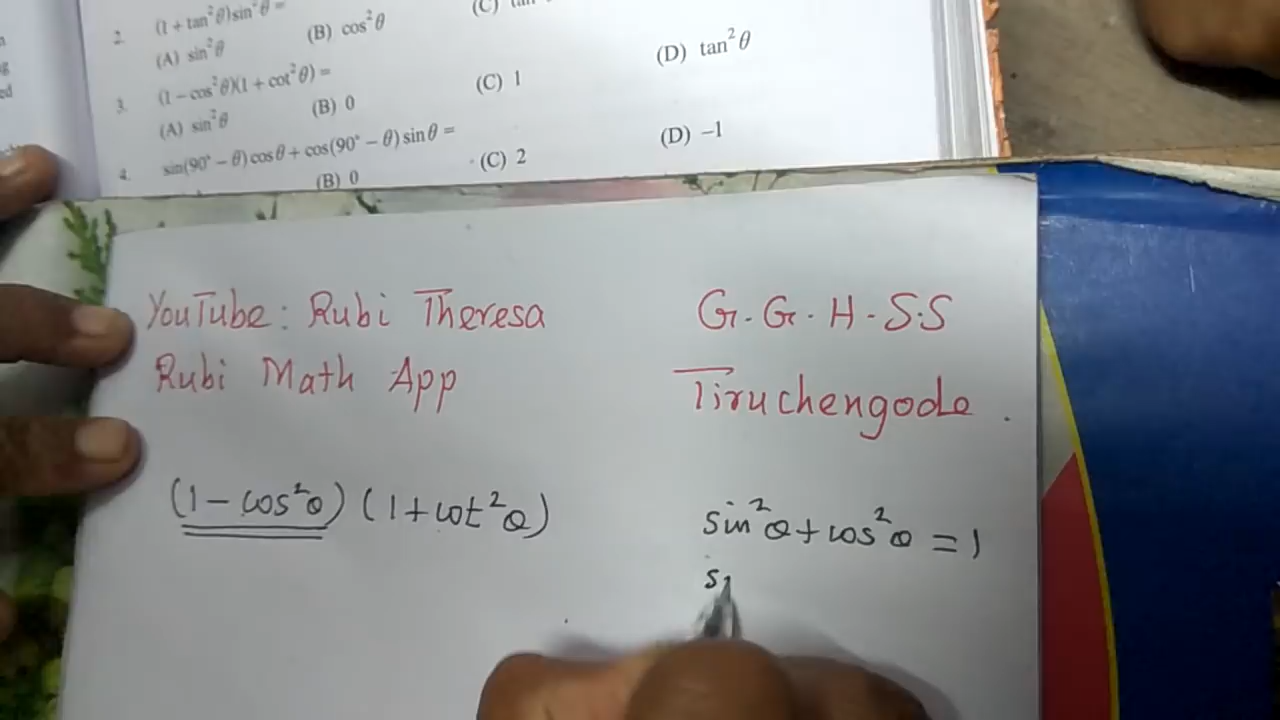 2. (1 + tan²θ)sin²θ =
(A) sin²θ (B) cos²θ (C) tan
3. (1 − cos²θ)(1 + cot²θ) = (D) tan²θ
(A) sin²θ (B) 0 (C) 1
4. sin(90° − θ) cos θ + cos(90° − θ) sin θ = (D) −1
(B) 0 (C) 2
YouTube: Rubi Theresa
Rubi Math App
G.G.H.S.S
Tiruchengode.
(1 − cos²θ) (1 + cot²θ)
sin²θ + cos²θ = 1